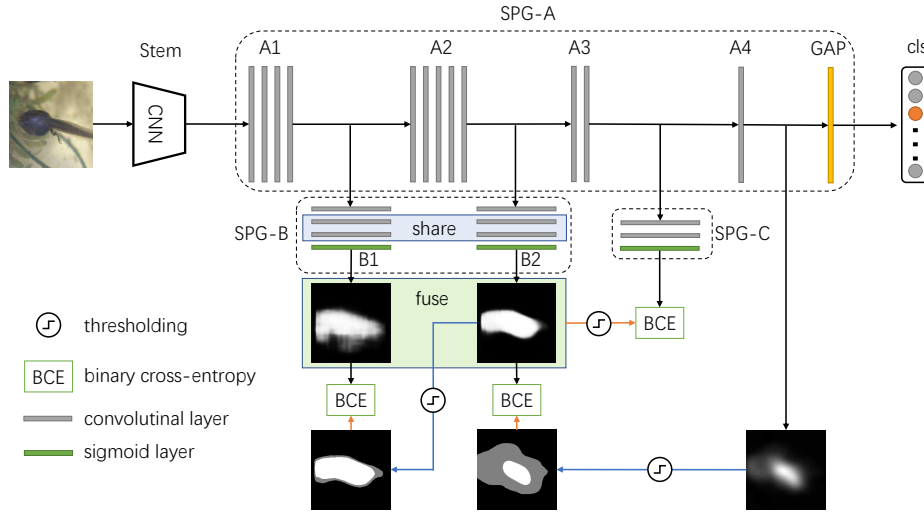 SPG-A
Stem
A1
A2
A3
A4
GAP
cls
CNN
SPG-B
share
SPG-C
B1
B2
fuse
thresholding
BCE
BCE
binary cross-entropy
BCE
BCE
convolutinal layer
sigmoid layer